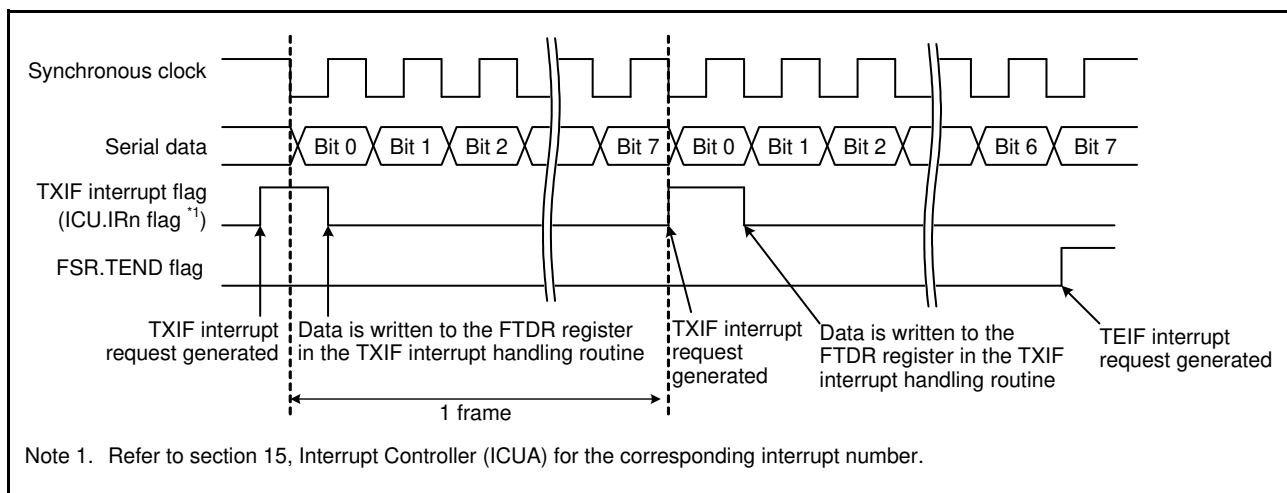 Synchronous clock
Serial data
Bit 0 Bit 1 Bit 2 Bit 7 Bit 0 Bit 1 Bit 2 Bit 6 Bit 7
TXIF interrupt flag
(ICU.IRn flag *1)
FSR.TEND flag
TXIF interrupt
request generated
Data is written to the FTDR register
in the TXIF interrupt handling routine
TXIF interrupt
request
generated
Data is written to the
FTDR register in the TXIF
interrupt handling routine
TEIF interrupt
request generated
1 frame
Note 1. Refer to section 15, Interrupt Controller (ICUA) for the corresponding interrupt number.